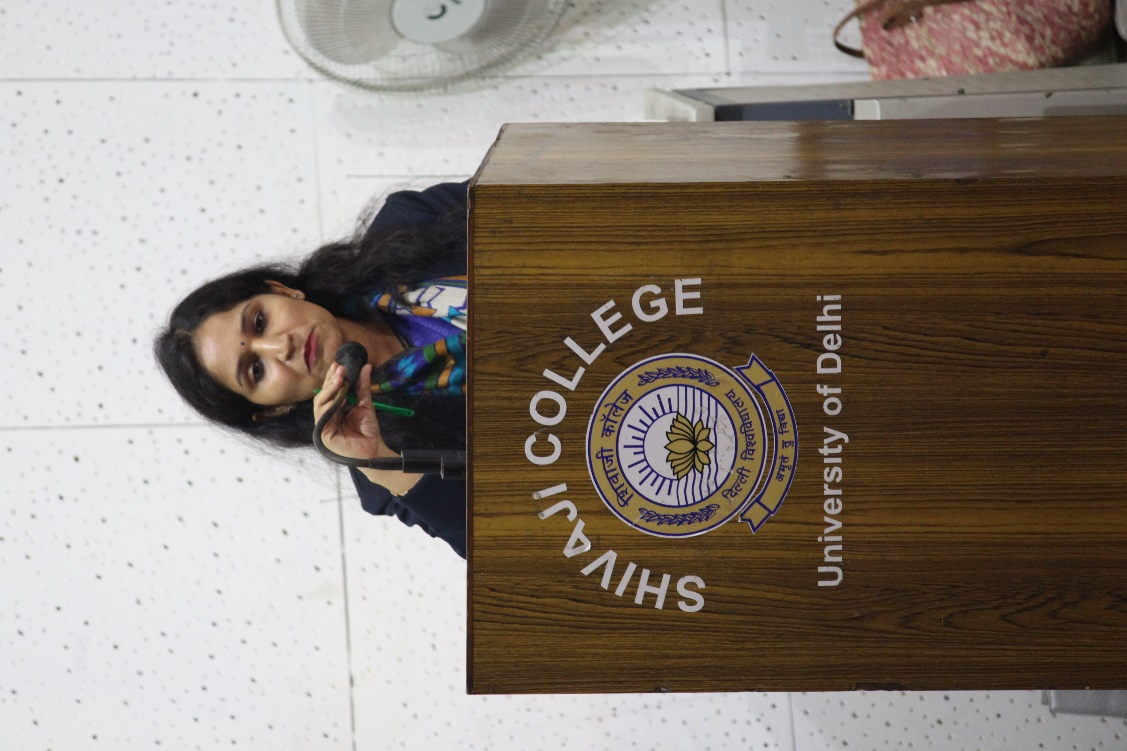 SHIVAJI COLLEGE
शिवाजी कॉलेज
दिल्ली विश्वविद्यालय
अमृतं तु विद्या
University of Delhi